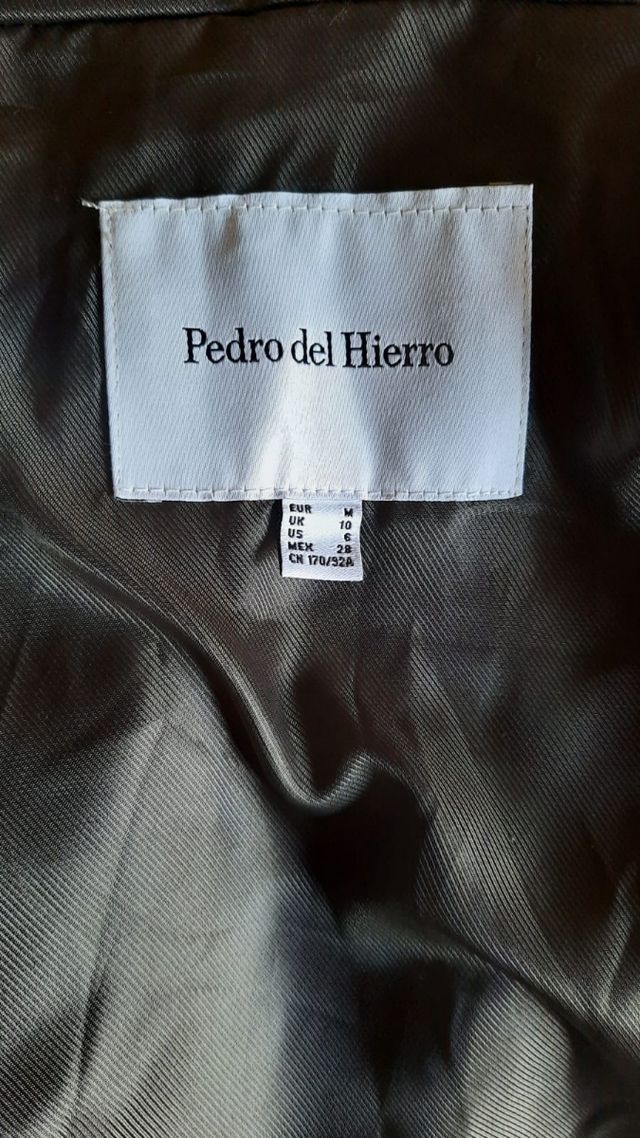 Pedro del Hierro
EUR M
UK 10
US 6
MEX 28
CN 170/92A